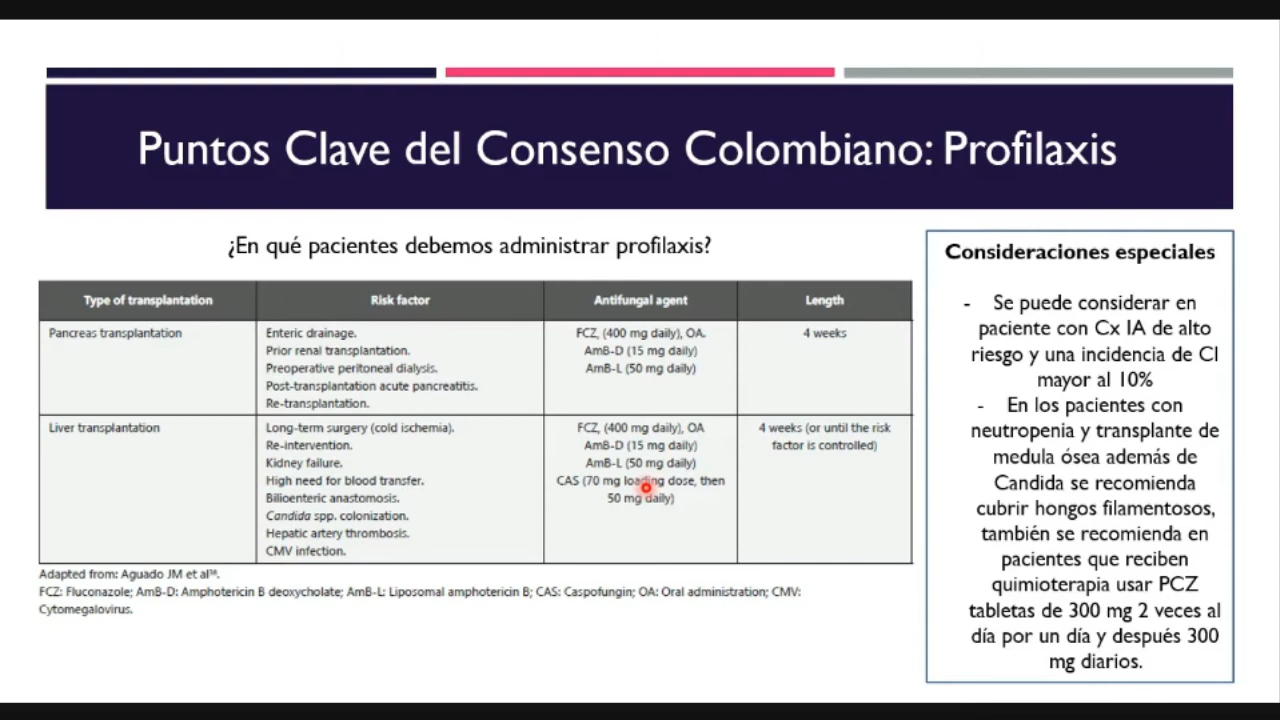 Puntos Clave del Consenso Colombiano: Profilaxis
¿En qué pacientes debemos administrar profilaxis?
Type of transplantation Risk factor Antifungal agent Length
Pancreas transplantation Enteric drainage. FCZ, (400 mg daily), OA. 4 weeks
Prior renal transplantation. AmB-D (15 mg daily)
Preoperative peritoneal dialysis. AmB-L (50 mg daily)
Post-transplantation acute pancreatitis.
Re-transplantation.
Liver transplantation Long-term surgery (cold ischemia). FCZ, (400 mg daily), OA 4 weeks (or until the risk
Re-intervention. AmB-D (15 mg daily) factor is controlled)
Kidney failure. AmB-L (50 mg daily)
High need for blood transfer. CAS (70 mg loading dose, then
Bilioenteric anastomosis. 50 mg daily)
Candida spp. colonization.
Hepatic artery thrombosis.
CMV infection.
Adapted from: Aguado JM et al³⁸.
FCZ: Fluconazole; AmB-D: Amphotericin B deoxycholate; AmB-L: Liposomal amphotericin B; CAS: Caspofungin; OA: Oral administration; CMV:
Cytomegalovirus.
Consideraciones especiales
- Se puede considerar en
paciente con Cx IA de alto
riesgo y una incidencia de CI
mayor al 10%
- En los pacientes con
neutropenia y transplante de
medula ósea además de
Candida se recomienda
cubrir hongos filamentosos,
también se recomienda en
pacientes que reciben
quimioterapia usar PCZ
tabletas de 300 mg 2 veces al
día por un día y después 300
mg diarios.